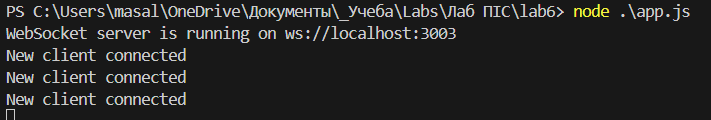 PS C:\Users\masal\OneDrive\Документы\_Учеба\Labs\Лаб ПІС\lab6> node .\app.js
WebSocket server is running on ws://localhost:3003
New client connected
New client connected
New client connected